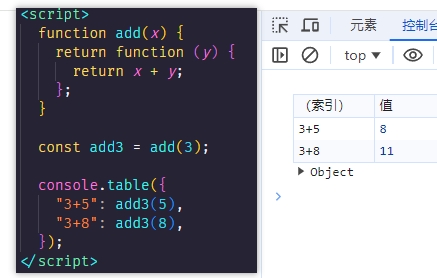 <script>
function add(x) {
return function (y) {
return x + y;
};
}
const add3 = add(3);
console.table({
"3+5": add3(5),
"3+8": add3(8),
});
</script>
元素 控制台
top
（索引） 值
3+5 8
3+8 11
Object